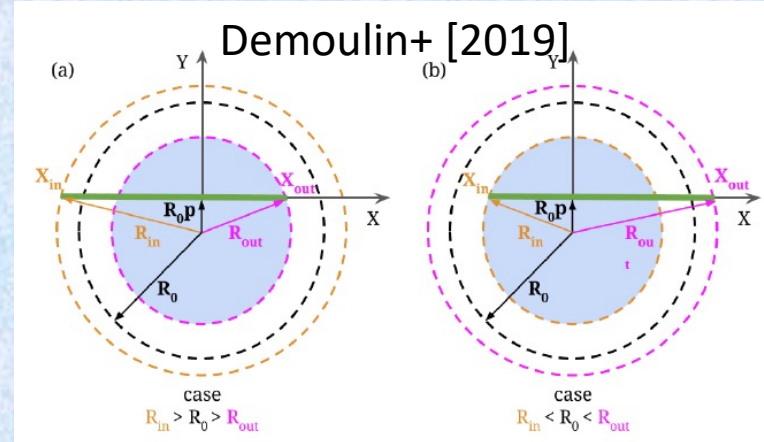 Demoulin+ [2019]
(a)
Y
X_in
X_out
R_0p
X
R_in
R_out
R_0
case
R_in > R_0 > R_out
(b)
Y
X_in
X_out
R_0p
X
R_in
R_ou
t
R_0
case
R_in < R_0 < R_out